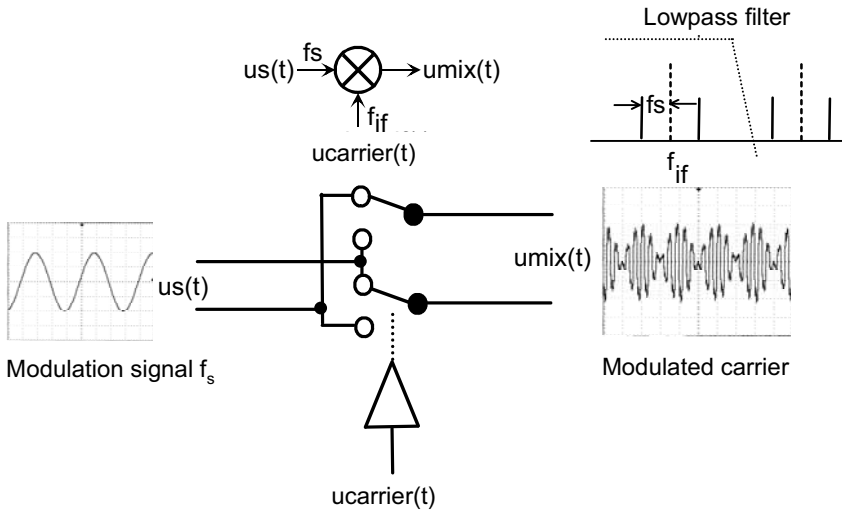 Lowpass filter
fs
us(t)
umix(t)
fif
ucarrier(t)
fs
fif
us(t)
umix(t)
Modulation signal fs
Modulated carrier
ucarrier(t)